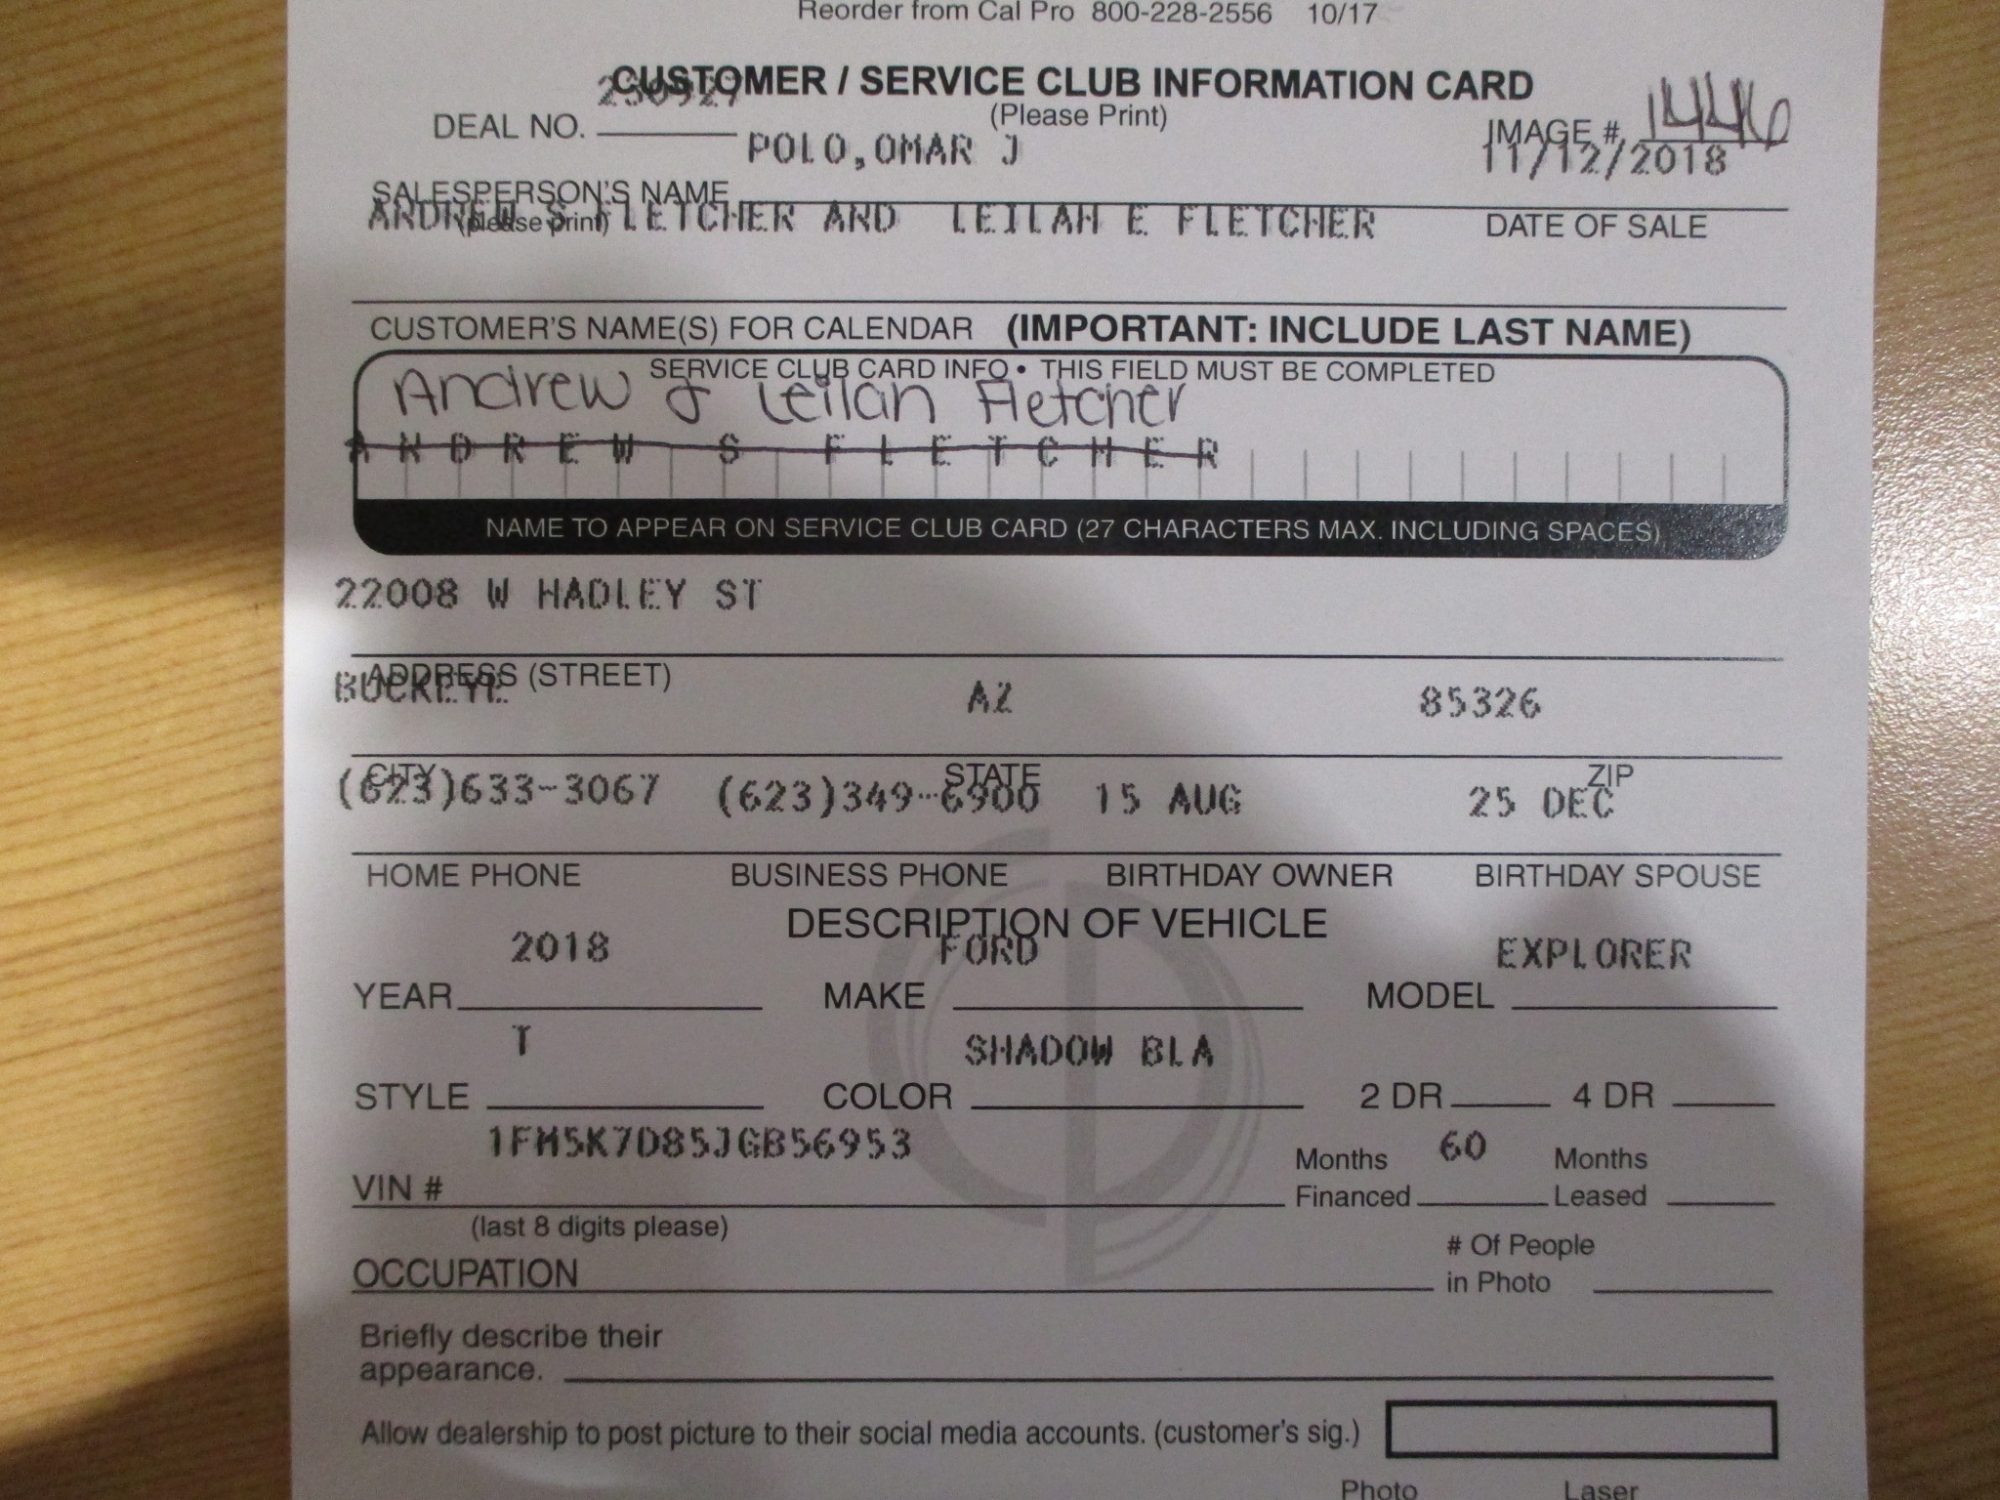 Reorder from Cal Pro 800-228-2556 10/17
CUSTOMER / SERVICE CLUB INFORMATION CARD
(Please Print)
DEAL NO. 
IMAGE # 1446
POLO,OMAR J
11/12/2018
SALESPERSON'S NAME
(please print)
DATE OF SALE
ANDREW S FLETCHER AND LEILAH E FLETCHER
CUSTOMER'S NAME(S) FOR CALENDAR (IMPORTANT: INCLUDE LAST NAME)
SERVICE CLUB CARD INFO • THIS FIELD MUST BE COMPLETED
Andrew & Leilah Fletcher
ANDREW S FLETCHER
NAME TO APPEAR ON SERVICE CLUB CARD (27 CHARACTERS MAX. INCLUDING SPACES)
22008 W HADLEY ST
ADDRESS (STREET)
BUCKEYE AZ 85326
CITY STATE ZIP
(623)633-3067 (623)349-6900 15 AUG 25 DEC
HOME PHONE BUSINESS PHONE BIRTHDAY OWNER BIRTHDAY SPOUSE
DESCRIPTION OF VEHICLE
2018 FORD EXPLORER
YEAR MAKE MODEL
T SHADOW BLA
STYLE COLOR 2 DR 4 DR
1FM5K7D85JGB56953
VIN #
Months Financed 60 Months Leased
(last 8 digits please)
OCCUPATION
# Of People in Photo
Briefly describe their
appearance.
Allow dealership to post picture to their social media accounts. (customer's sig.)
Photo Laser